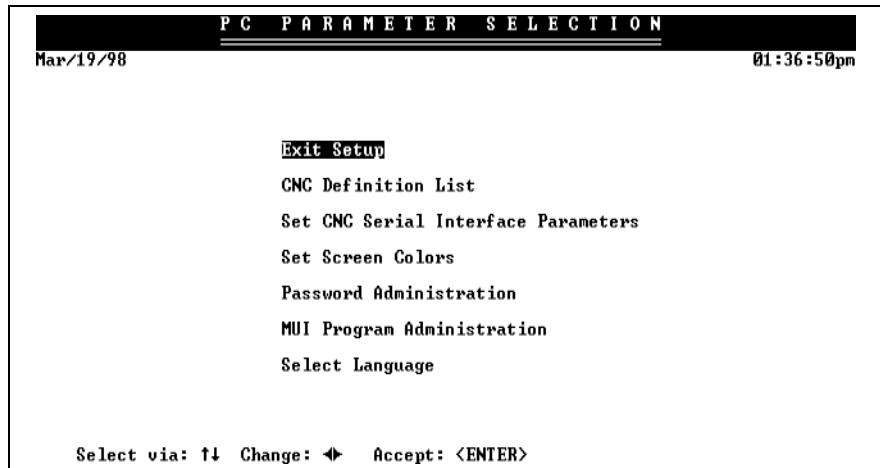 PC PARAMETER SELECTION
Mar/19/98 01:36:50pm
Exit Setup
CNC Definition List
Set CNC Serial Interface Parameters
Set Screen Colors
Password Administration
MUI Program Administration
Select Language
Select via: ↑↓ Change: ◄► Accept: <ENTER>